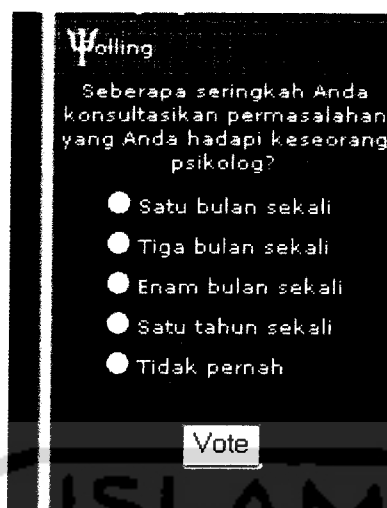 Ψolling
Seberapa seringkah Anda
konsultasikan permasalahan
yang Anda hadapi keseorang
psikolog?
Satu bulan sekali
Tiga bulan sekali
Enam bulan sekali
Satu tahun sekali
Tidak pernah
Vote
ISLAM